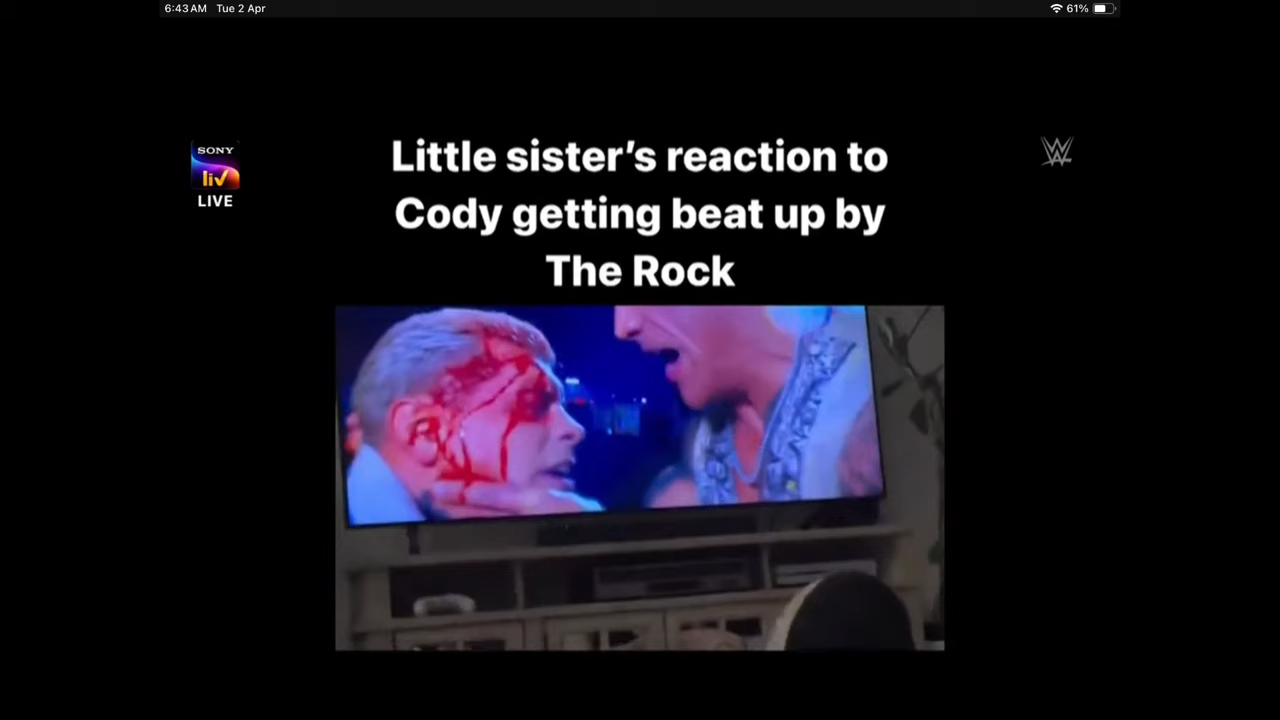 6:43 AM Tue 2 Apr
61%
SONY
liv
LIVE
W
Little sister’s reaction to
Cody getting beat up by
The Rock